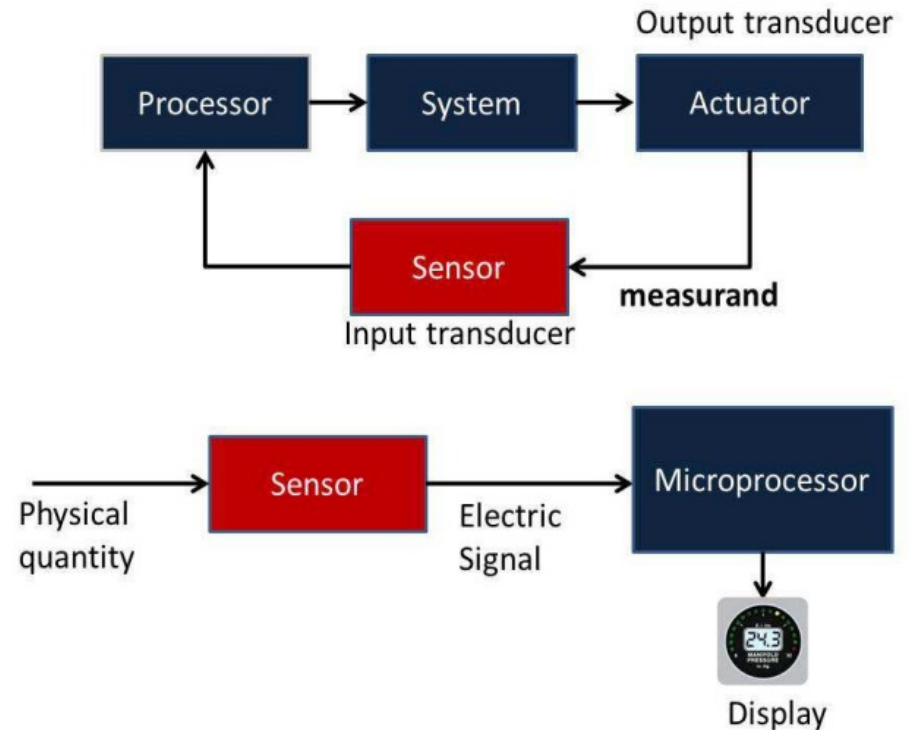 Output transducer
Processor
System
Actuator
Sensor
measurand
Input transducer
Sensor
Microprocessor
Physical
quantity
Electric
Signal
24.3
MANIFOLD
PRESSURE
Display